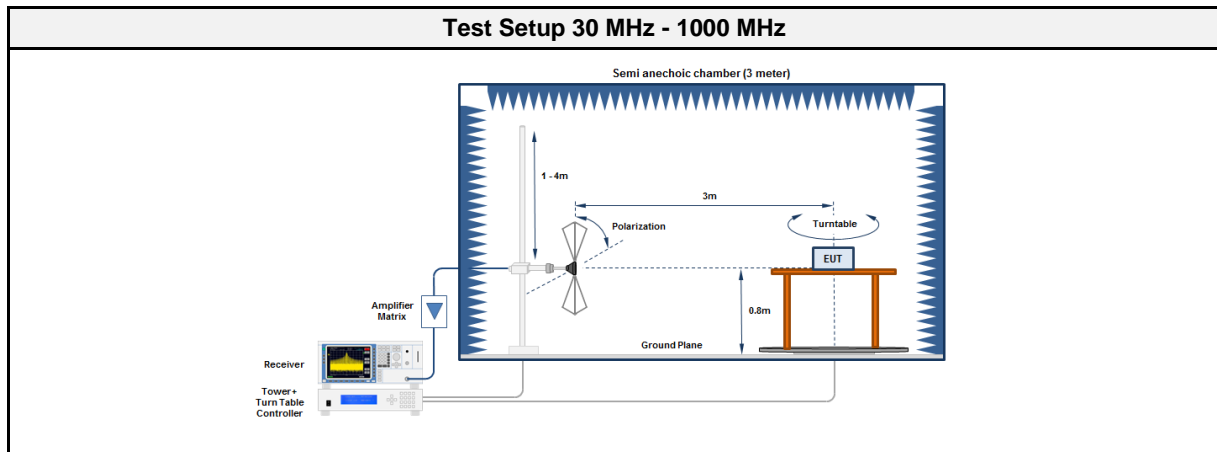 Test Setup 30 MHz - 1000 MHz
Semi anechoic chamber (3 meter)
1 - 4m
3m
Polarization
Turntable
EUT
Amplifier
Matrix
0.8m
Ground Plane
Receiver
Tower+
Turn Table
Controller